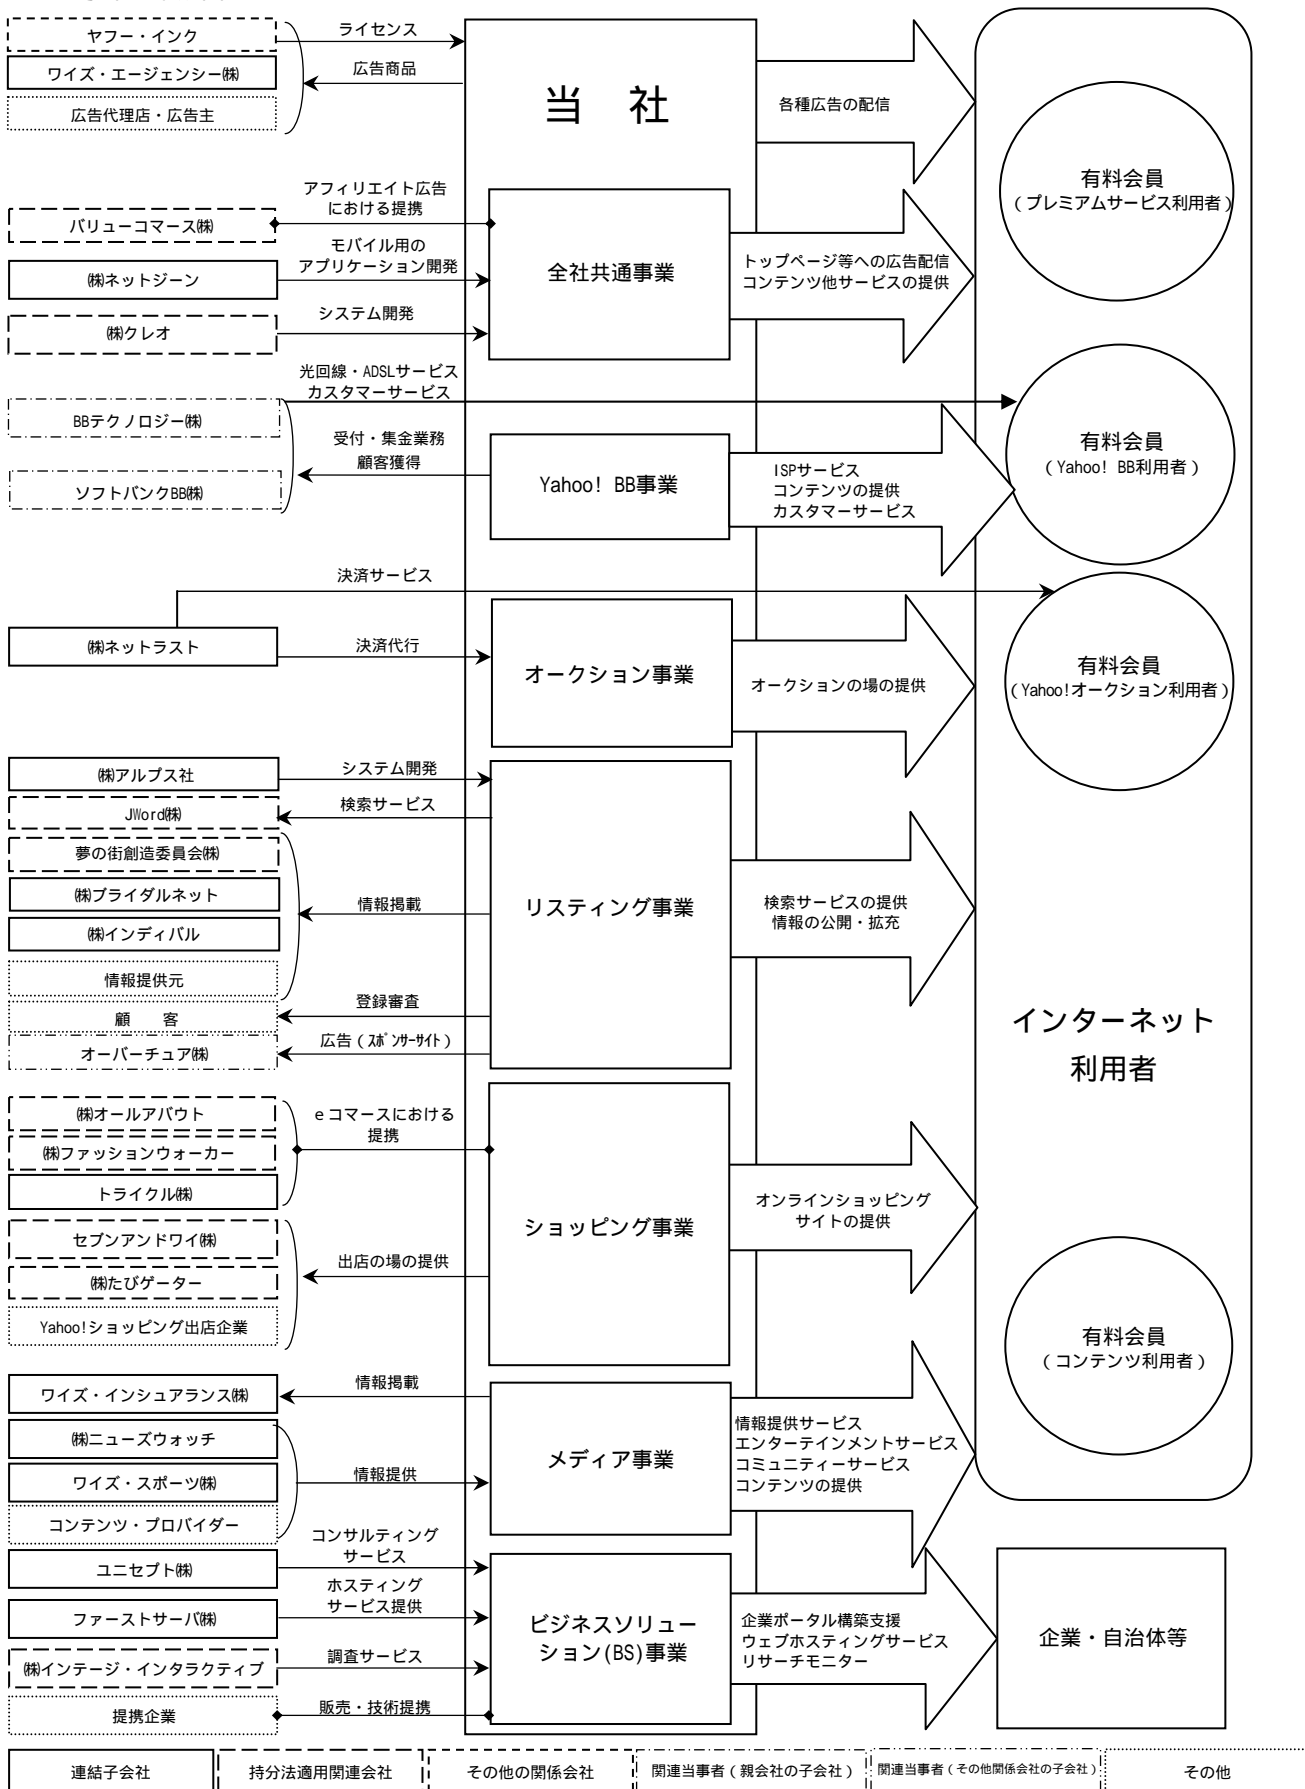 ヤフー・インク
ライセンス
ワイズ・エージェンシー㈱
広告商品
広告代理店・広告主
当　社
各種広告の配信
有料会員
(プレミアムサービス利用者)
アフィリエイト広告
における提携
バリューコマース㈱
モバイル用の
アプリケーション開発
㈱ネットジーン
全社共通事業
トップページ等への広告配信
コンテンツ他サービスの提供
システム開発
㈱クレオ
光回線・ADSLサービス
カスタマーサービス
BBテクノロジー㈱
受付・集金業務
顧客獲得
ソフトバンクBB㈱
Yahoo! BB事業
ISPサービス
コンテンツの提供
カスタマーサービス
有料会員
(Yahoo! BB利用者)
決済サービス
㈱ネットラスト
決済代行
オークション事業
オークションの場の提供
有料会員
(Yahoo!オークション利用者)
㈱アルプス社
システム開発
JWord㈱
検索サービス
夢の街創造委員会㈱
㈱ブライダルネット
情報掲載
㈱インディバル
情報提供元
登録審査
顧　客
広告(スポンサーサイト)
オーバーチュア㈱
リスティング事業
検索サービスの提供
情報の公開・拡充
インターネット
利用者
㈱オールアバウト
eコマースにおける
提携
㈱ファッションウォーカー
トライクル㈱
セブンアンドワイ㈱
出店の場の提供
㈱たびゲーター
Yahoo!ショッピング出店企業
ショッピング事業
オンラインショッピング
サイトの提供
有料会員
(コンテンツ利用者)
ワイズ・インシュアランス㈱
情報掲載
㈱ニューズウォッチ
ワイズ・スポーツ㈱
情報提供
コンテンツ・プロバイダー
メディア事業
情報提供サービス
エンターテインメントサービス
コミュニティーサービス
コンテンツの提供
コンサルティング
サービス
ユニセプト㈱
ホスティング
サービス提供
ファーストサーバ㈱
調査サービス
㈱インテージ・インタラクティブ
販売・技術提携
提携企業
ビジネスソリュー
ション(BS)事業
企業ポータル構築支援
ウェブホスティングサービス
リサーチモニター
企業・自治体等
連結子会社
持分法適用関連会社
その他の関係会社
関連当事者(親会社の子会社)
関連当事者(その他関係会社の子会社)
その他